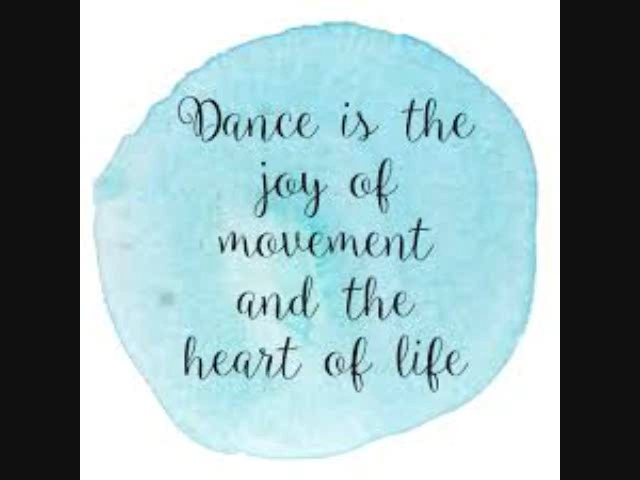 Dance is the
joy of
movement
and the
heart of life